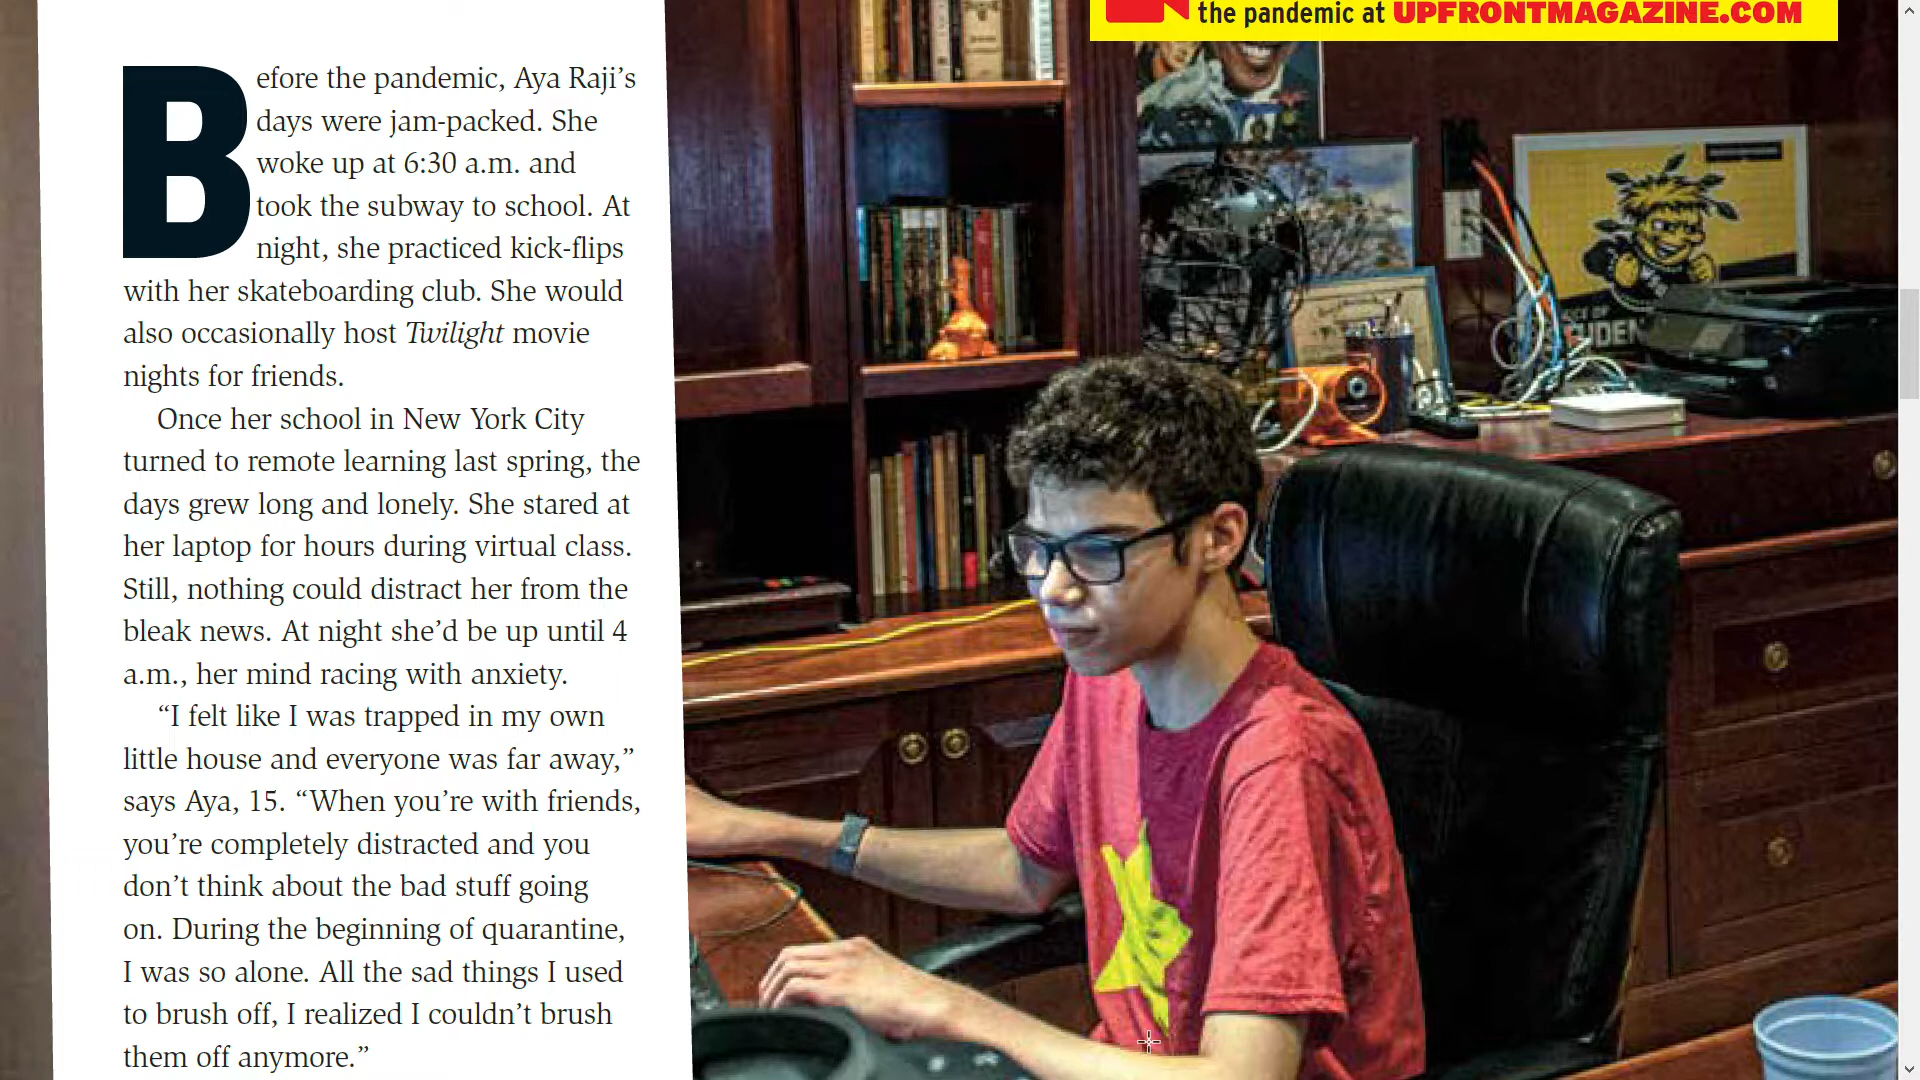 the pandemic at UPFRONTMAGAZINE.COM
Before the pandemic, Aya Raji’s
days were jam-packed. She
woke up at 6:30 a.m. and
took the subway to school. At
night, she practiced kick-flips
with her skateboarding club. She would
also occasionally host Twilight movie
nights for friends.
Once her school in New York City
turned to remote learning last spring, the
days grew long and lonely. She stared at
her laptop for hours during virtual class.
Still, nothing could distract her from the
bleak news. At night she’d be up until 4
a.m., her mind racing with anxiety.
“I felt like I was trapped in my own
little house and everyone was far away,”
says Aya, 15. “When you’re with friends,
you’re completely distracted and you
don’t think about the bad stuff going
on. During the beginning of quarantine,
I was so alone. All the sad things I used
to brush off, I realized I couldn’t brush
them off anymore.”